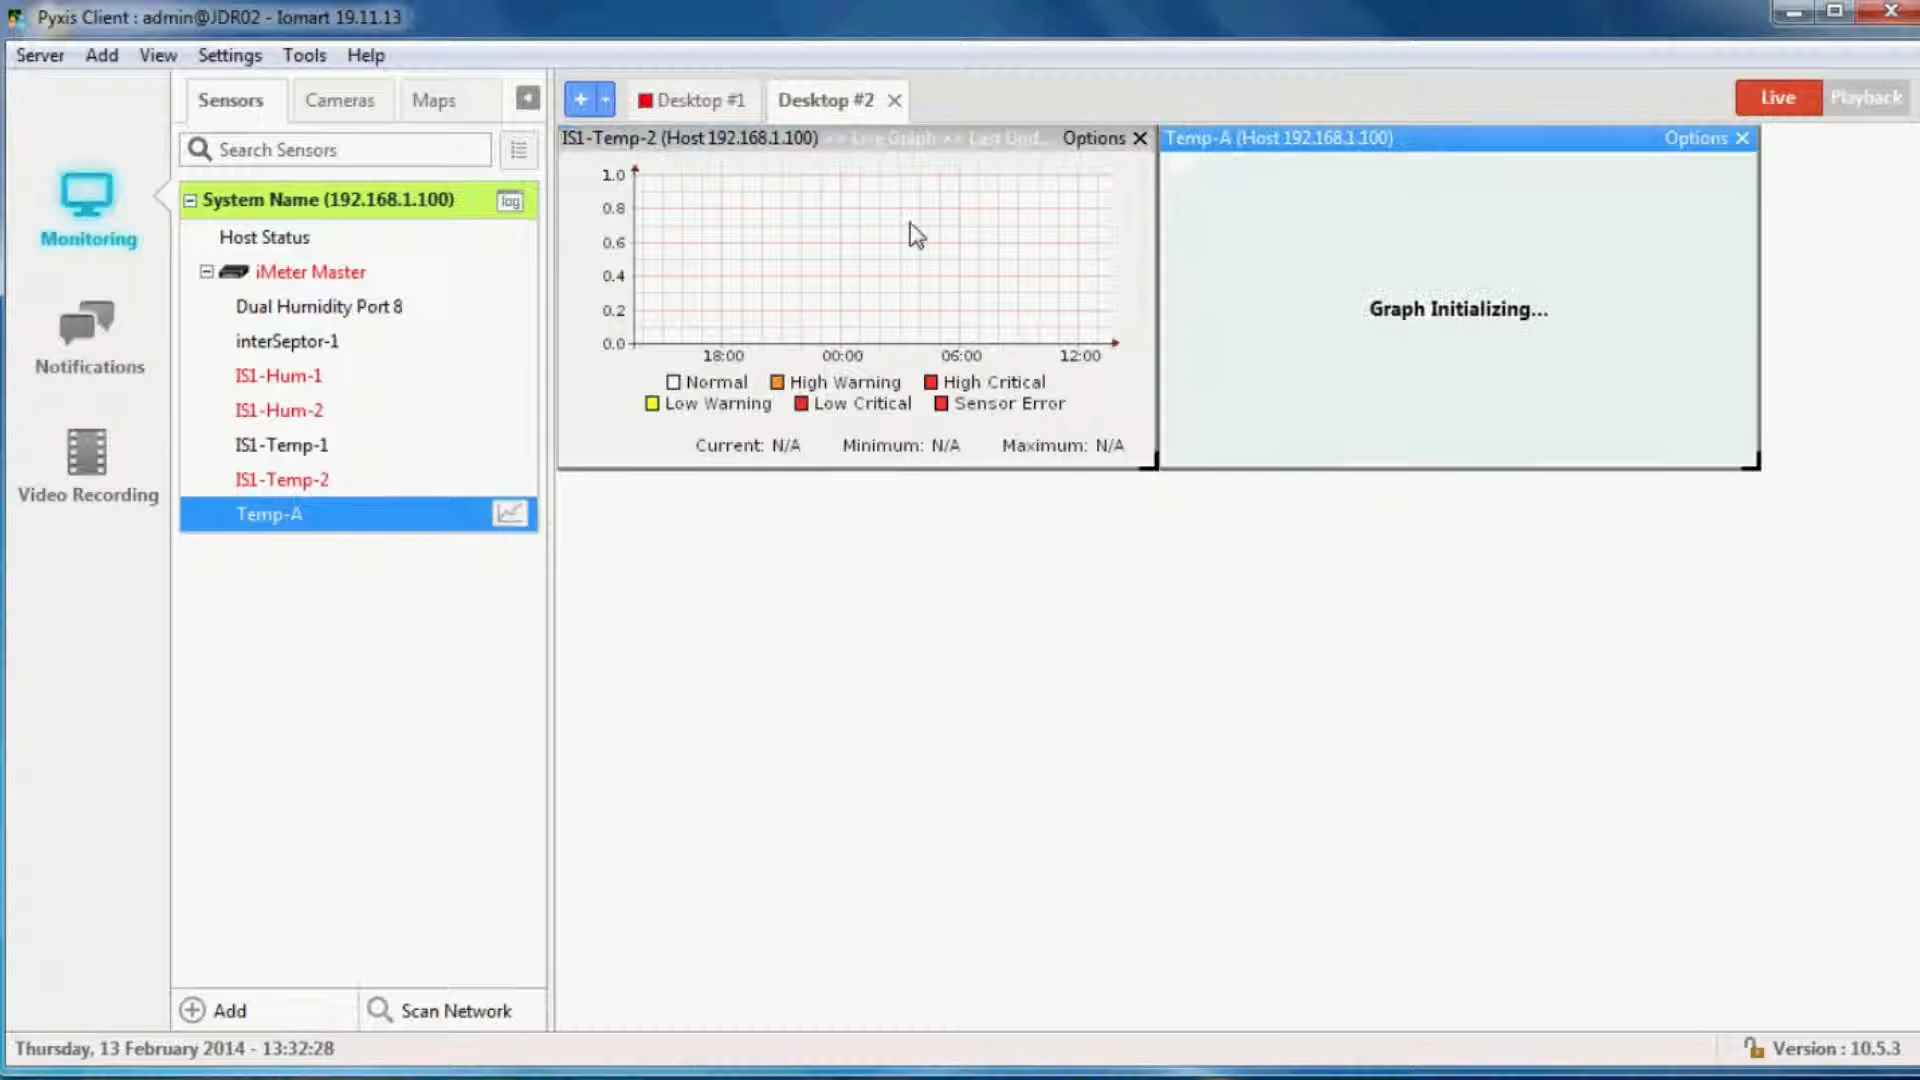 Pyxis Client : admin@JDR02 - Iomart 19.11.13
Server Add View Settings Tools Help
Sensors Cameras Maps
Search Sensors
System Name (192.168.1.100) log
Host Status
iMeter Master
Dual Humidity Port 8
interSeptor-1
IS1-Hum-1
IS1-Hum-2
IS1-Temp-1
IS1-Temp-2
Temp-A
Monitoring
Notifications
Video Recording
Add Scan Network
Desktop #1 Desktop #2
Live Playback
IS1-Temp-2 (Host 192.168.1.100) >> Live Graph >> Last Upd... Options
1.0
0.8
0.6
0.4
0.2
0.0
18:00 00:00 06:00 12:00
Normal High Warning High Critical
Low Warning Low Critical Sensor Error
Current: N/A Minimum: N/A Maximum: N/A
Temp-A (Host 192.168.1.100) Options
Graph Initializing...
Thursday, 13 February 2014 - 13:32:28
Version : 10.5.3